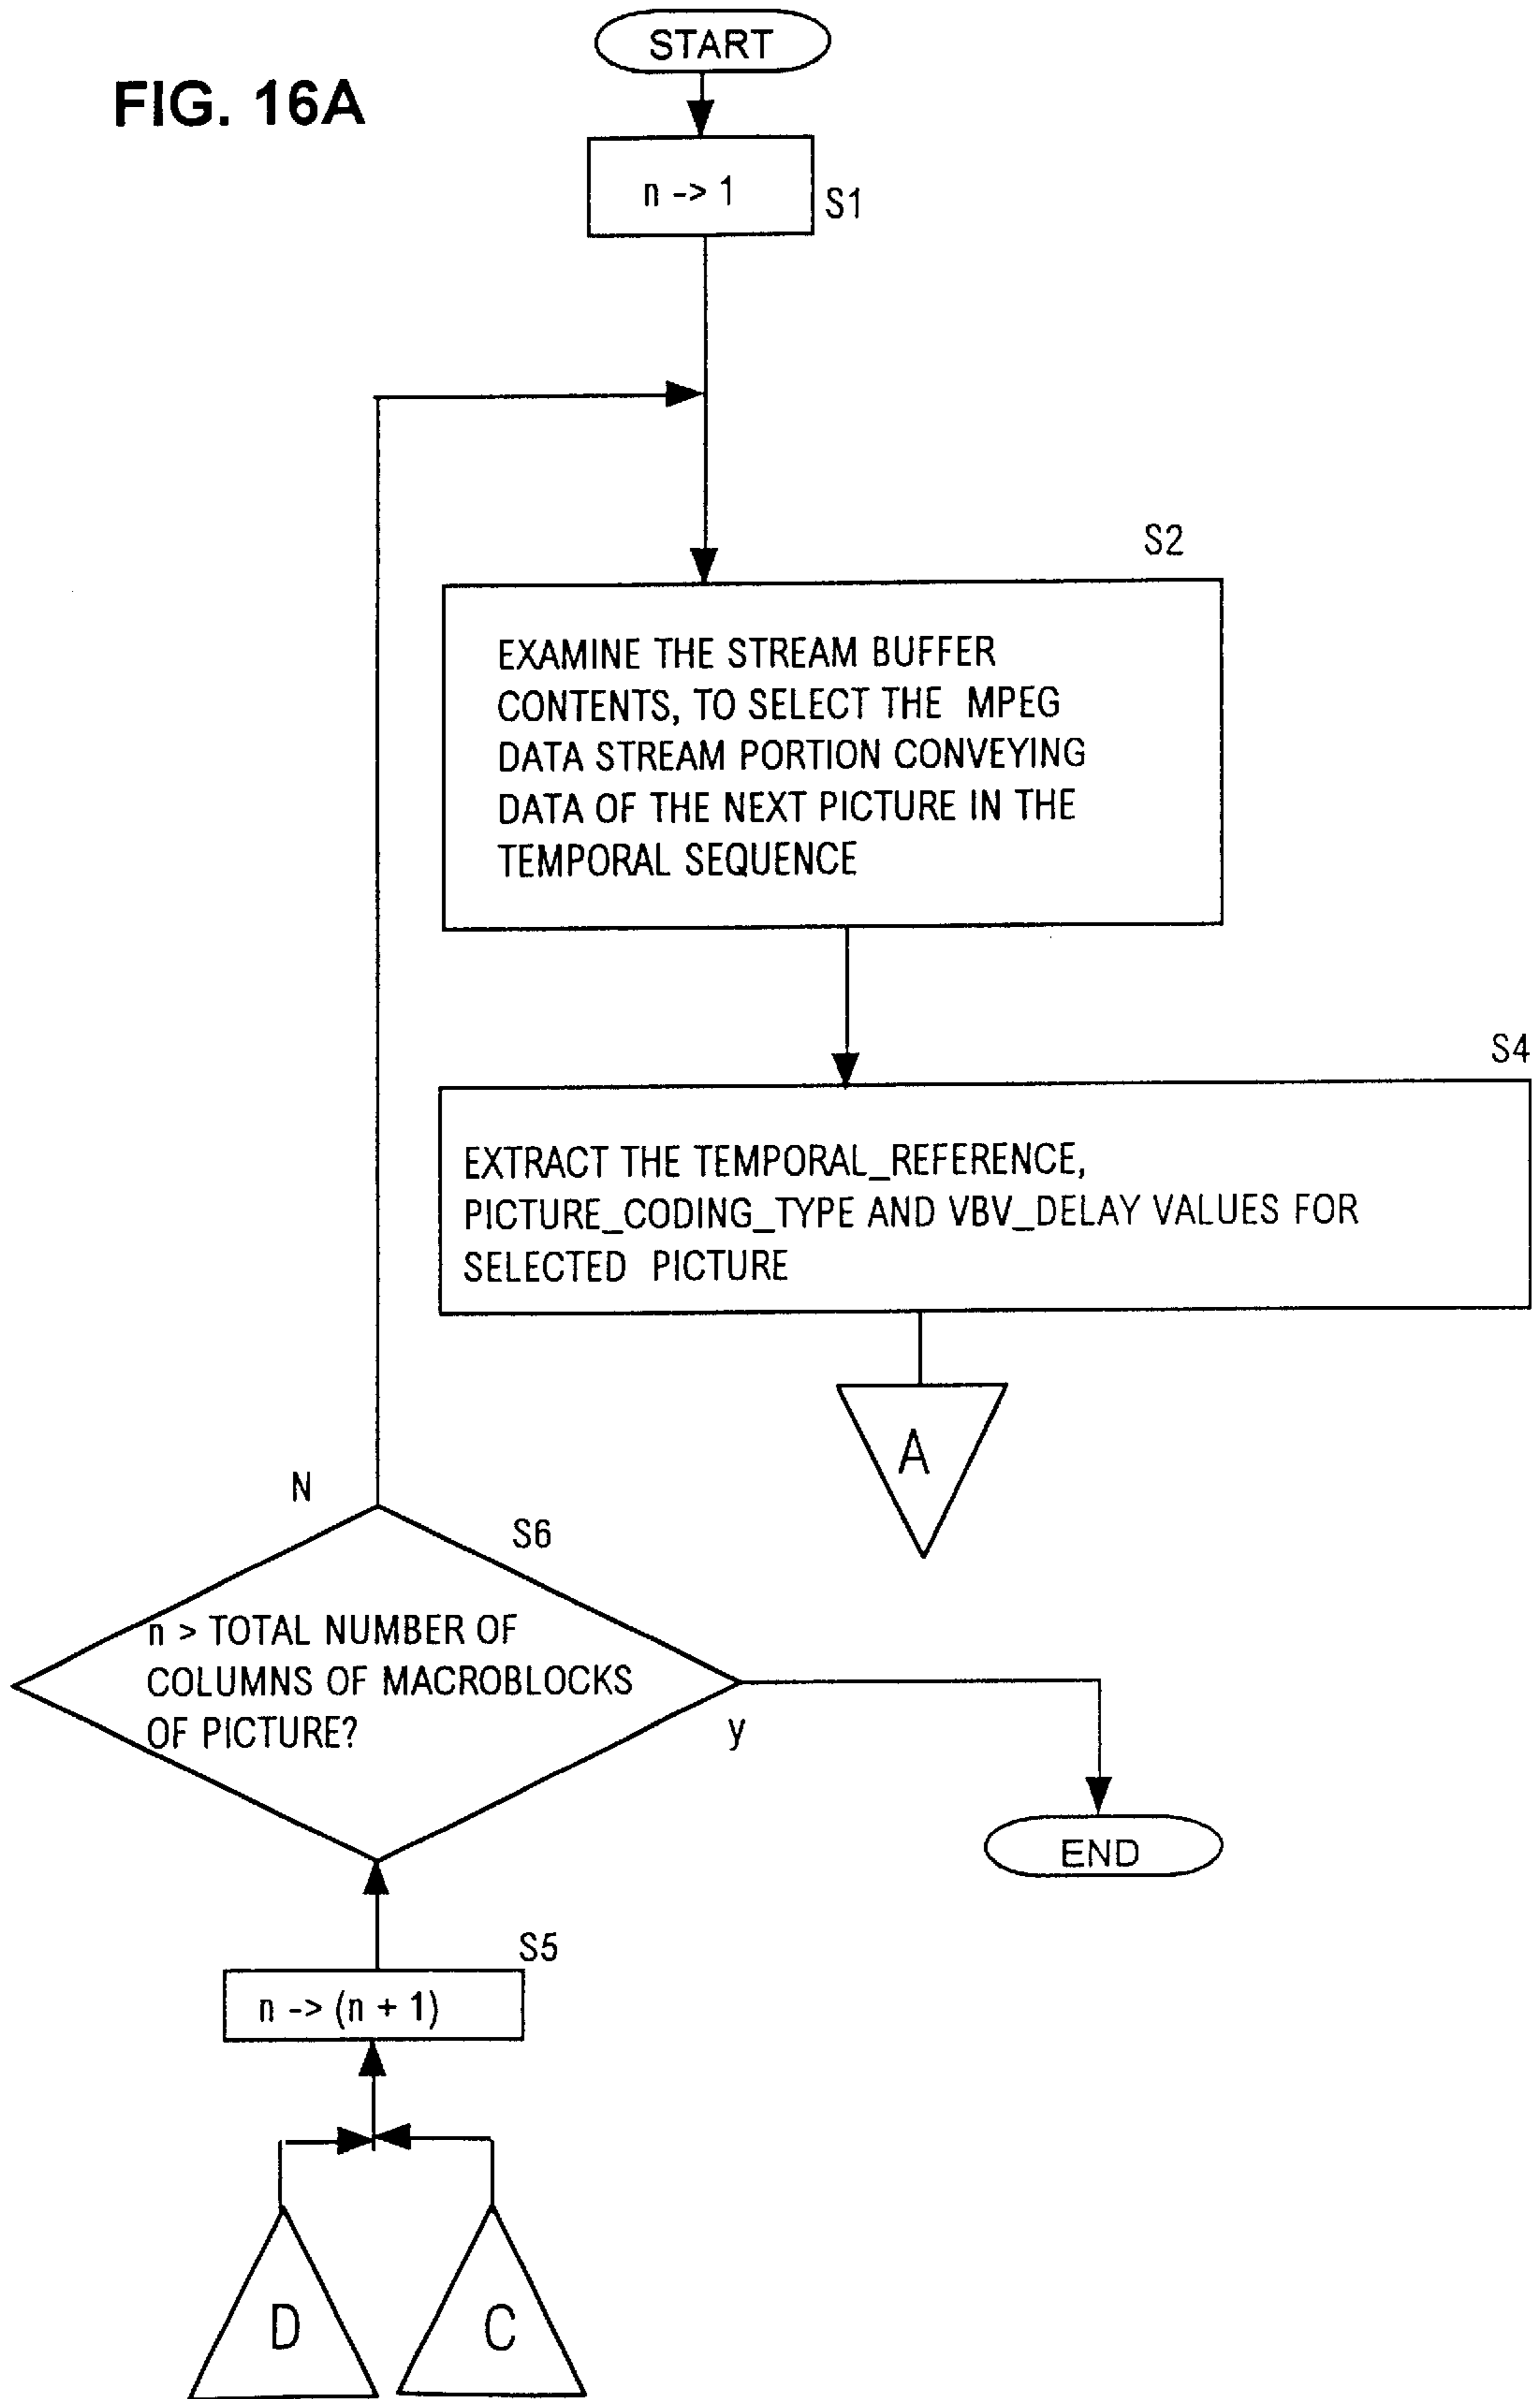 START
FIG. 16A
n -> 1
S1
S2
EXAMINE THE STREAM BUFFER
CONTENTS, TO SELECT THE MPEG
DATA STREAM PORTION CONVEYING
DATA OF THE NEXT PICTURE IN THE
TEMPORAL SEQUENCE
S4
EXTRACT THE TEMPORAL_REFERENCE,
PICTURE_CODING_TYPE AND VBV_DELAY VALUES FOR
SELECTED PICTURE
A
N
S6
n > TOTAL NUMBER OF
COLUMNS OF MACROBLOCKS
OF PICTURE?
y
END
S5
n -> (n + 1)
D
C